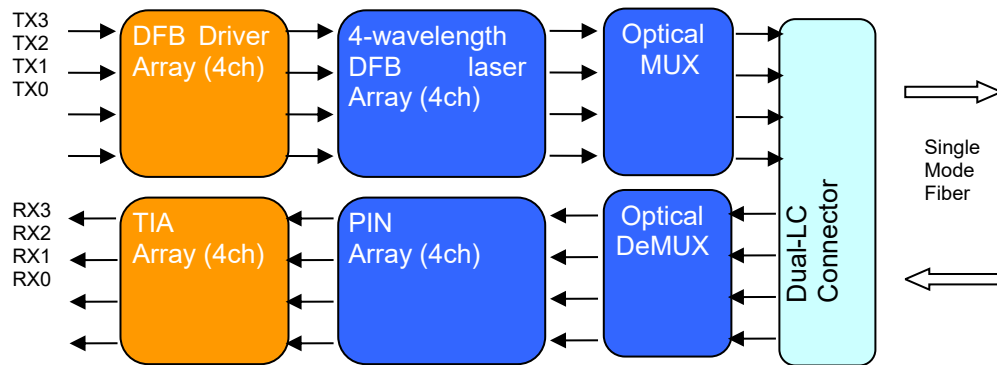 TX3
TX2
TX1
TX0
DFB Driver
Array (4ch)
4-wavelength
DFB laser
Array (4ch)
Optical
MUX
Dual-LC
Connector
Single
Mode
Fiber
RX3
RX2
RX1
RX0
TIA
Array (4ch)
PIN
Array (4ch)
Optical
DeMUX